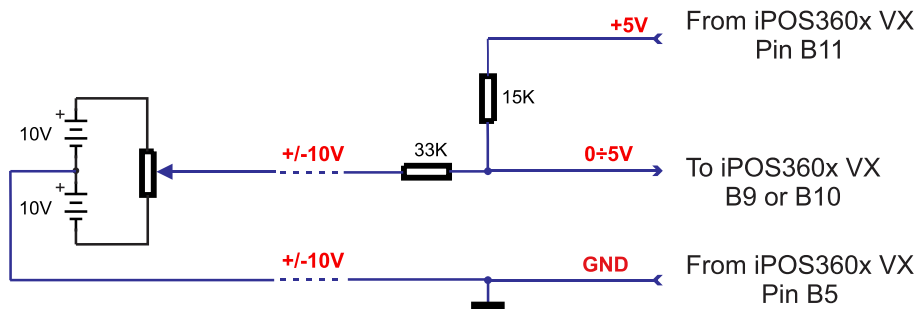 +5V
From iPOS360x VX
Pin B11
15K
+
10V
33K
+/-10V
0÷5V
To iPOS360x VX
B9 or B10
+
10V
+/-10V
GND
From iPOS360x VX
Pin B5